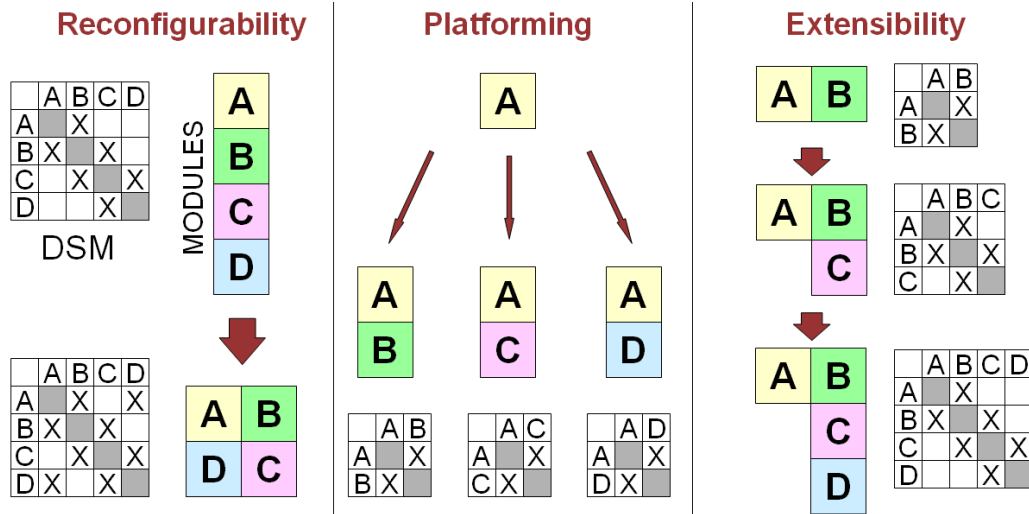 Reconfigurability
A B C D
A X
B X X
C X X
D X
DSM
MODULES
A
B
C
D
A B C D
A X X
B X X
C X X
D X X
A B
D C
Platforming
A
A
B
A
C
A
D
A B
A X
B X
A C
A X
C X
A D
A X
D X
Extensibility
A B
A B
A X
B X
A B
C
A B C
A X
B X X
C X
A B
C
D
A B C D
A X
B X X
C X X
D X